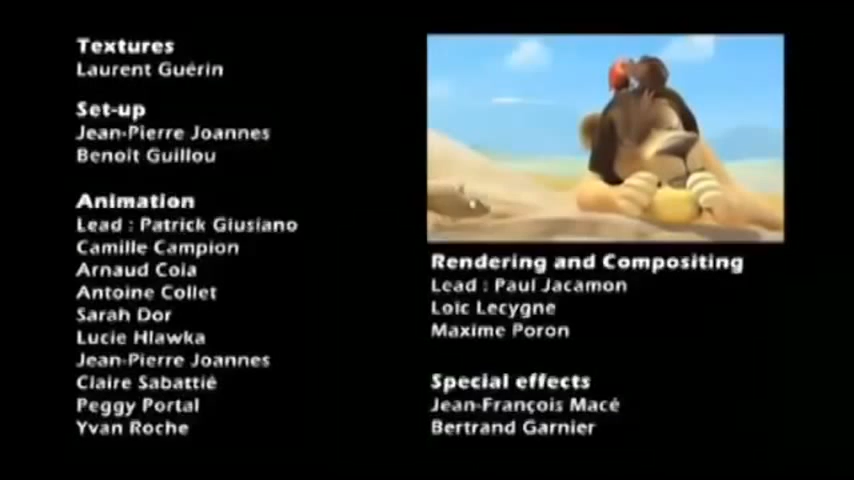 Textures
Laurent Guérin
Set-up
Jean-Pierre Joannes
Benoît Guillou
Animation
Lead : Patrick Giusiano
Camille Campion
Arnaud Coia
Antoine Collet
Sarah Dor
Lucie Hlawka
Jean-Pierre Joannes
Claire Sabattié
Peggy Portal
Yvan Roche
Rendering and Compositing
Lead : Paul Jacamon
Loïc Lecygne
Maxime Poron
Special effects
Jean-François Macé
Bertrand Garnier